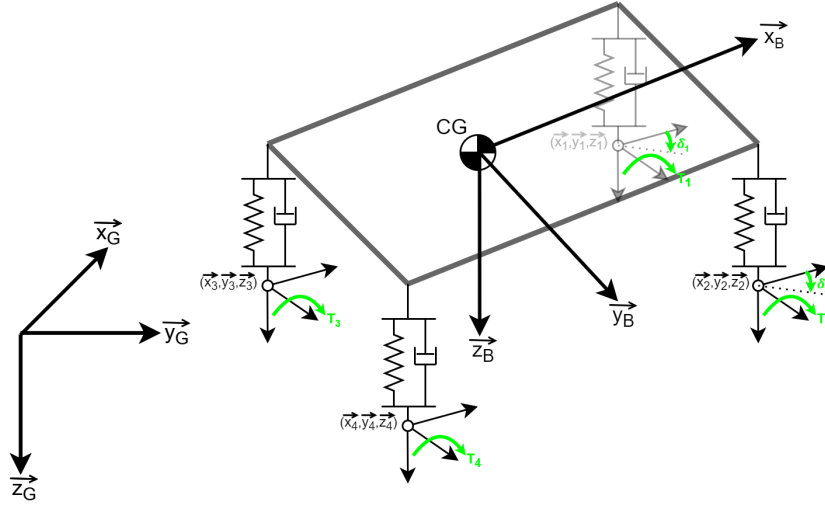 x_B
CG
(x_1,y_1,z_1)
δ_1
T_1
x_G
(x_3,y_3,z_3)
(x_2,y_2,z_2)
δ
y_G
T_3
y_B
T
z_B
(x_4,y_4,z_4)
T_4
z_G